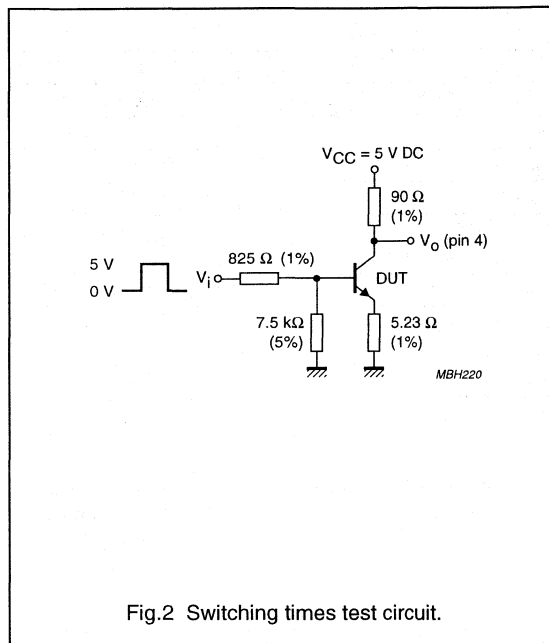 V_CC = 5 V DC
90 Ω
(1%)
V_o (pin 4)
825 Ω (1%)
5 V
0 V
V_i
DUT
7.5 kΩ
(5%)
5.23 Ω
(1%)
MBH220
Fig.2 Switching times test circuit.